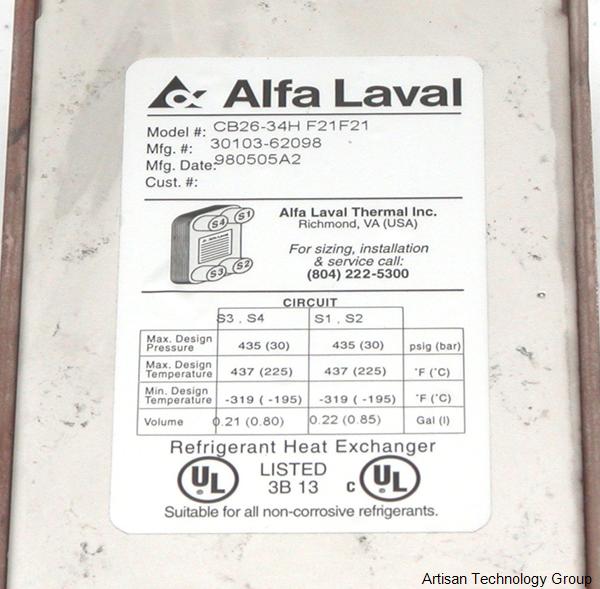 Alfa Laval
Model #: CB26-34H F21F21
Mfg. #: 30103-62098
Mfg. Date: 980505A2
Cust. #:
S4 S1
S3 S2
Alfa Laval Thermal Inc.
Richmond, VA (USA)
For sizing, installation
& service call:
(804) 222-5300
CIRCUIT
S3 , S4 S1 , S2
Max. Design
Pressure 435 (30) 435 (30) psig (bar)
Max. Design
Temperature 437 (225) 437 (225) °F (°C)
Min. Design
Temperature -319 ( -195) -319 ( -195) °F (°C)
Volume 0.21 (0.80) 0.22 (0.85) Gal (l)
Refrigerant Heat Exchanger
UL LISTED c UL
3B 13
Suitable for all non-corrosive refrigerants.
Artisan Technology Group